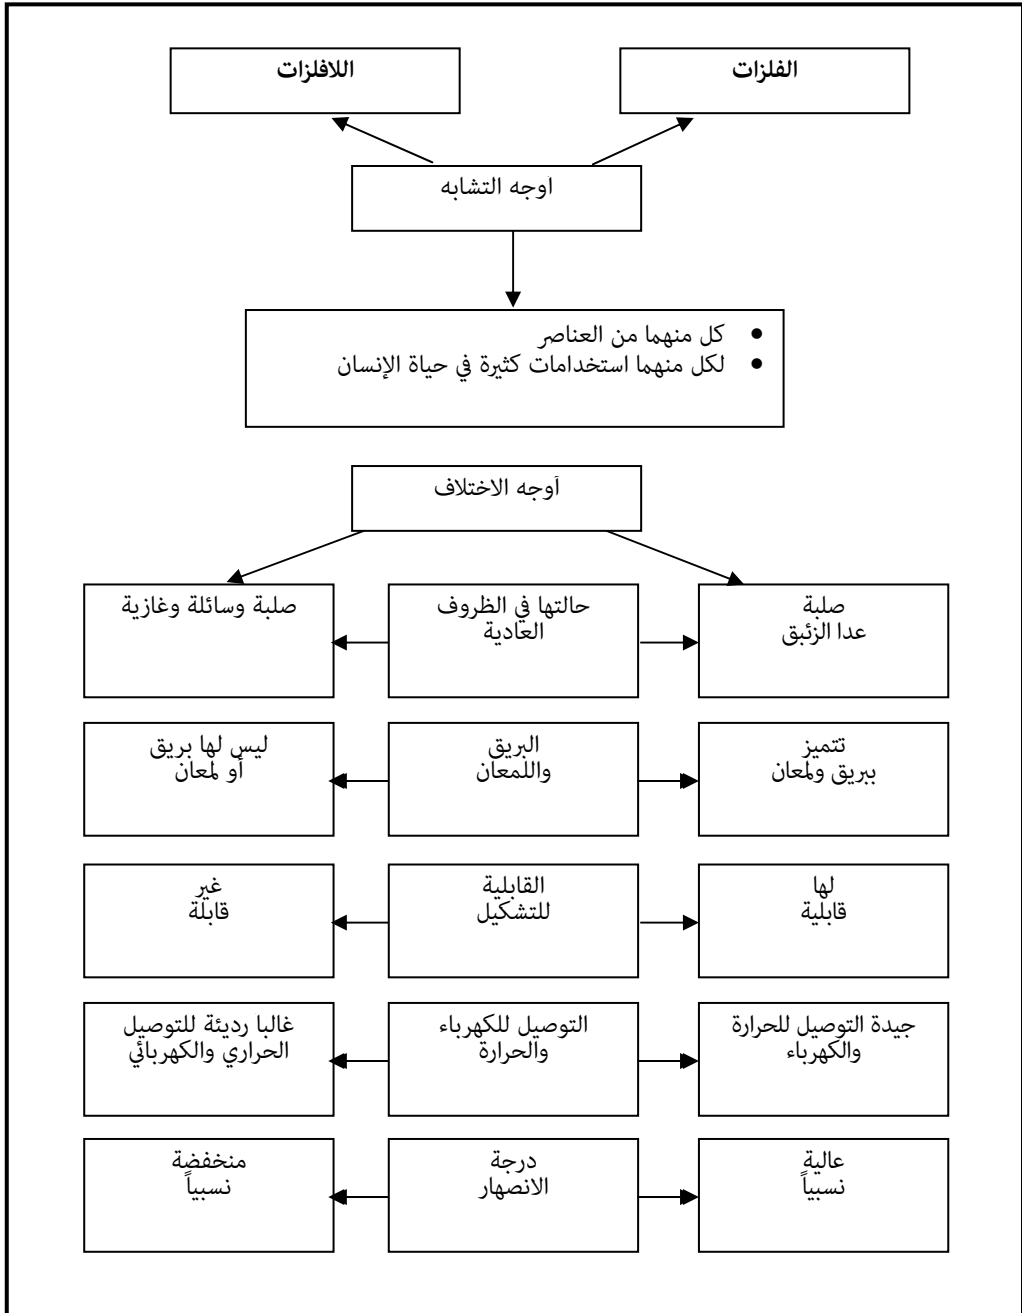 الفلزات
اللافلزات
أوجه التشابه
● كل منهما من العناصر
● لكل منهما استخدامات كثيرة في حياة الإنسان
أوجه الاختلاف
صلبة
عدا الزئبق
حالتها في الظروف
العادية
صلبة وسائلة وغازية
تتميز
ببريق ولمعان
البريق
واللمعان
ليس لها بريق
أو لمعان
لها
قابلية
القابلية
للتشكيل
غير
قابلة
جيدة التوصيل للحرارة
والكهرباء
التوصيل للكهرباء
والحرارة
غالبا رديئة للتوصيل
الحراري والكهربائي
عالية
نسبياً
درجة
الانصهار
منخفضة
نسبياً